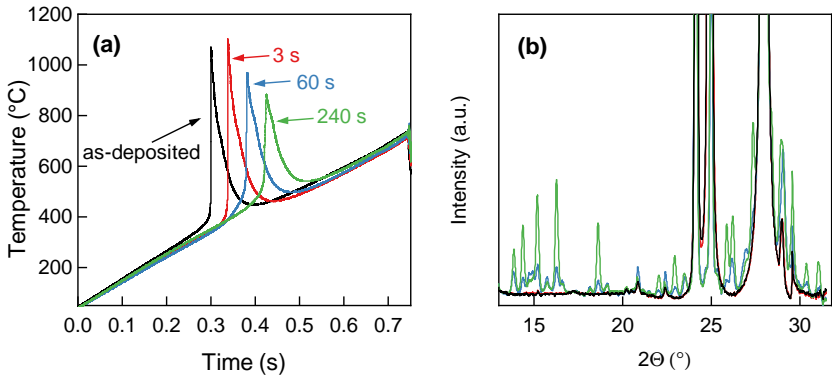 (a)
1200
1000
800
600
400
200
Temperature (°C)
3 s
60 s
240 s
as-deposited
0.0 0.1 0.2 0.3 0.4 0.5 0.6 0.7
Time (s)
(b)
Intensity (a.u.)
15 20 25 30
2Θ (°)